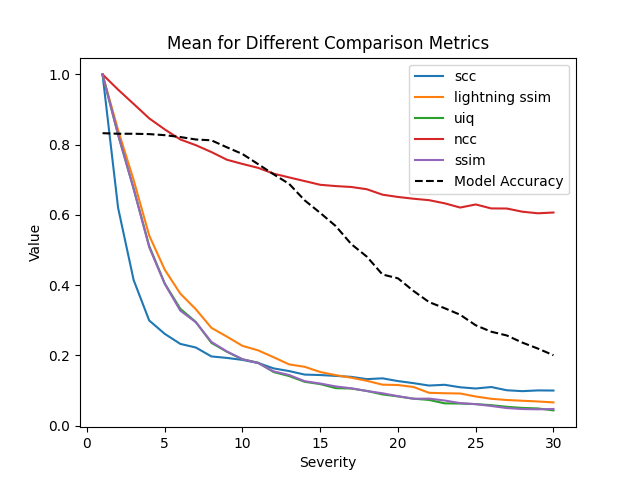 Mean for Different Comparison Metrics
1.0
0.8
0.6
0.4
0.2
0.0
Value
scc
lightning ssim
uiq
ncc
ssim
Model Accuracy
0 5 10 15 20 25 30
Severity